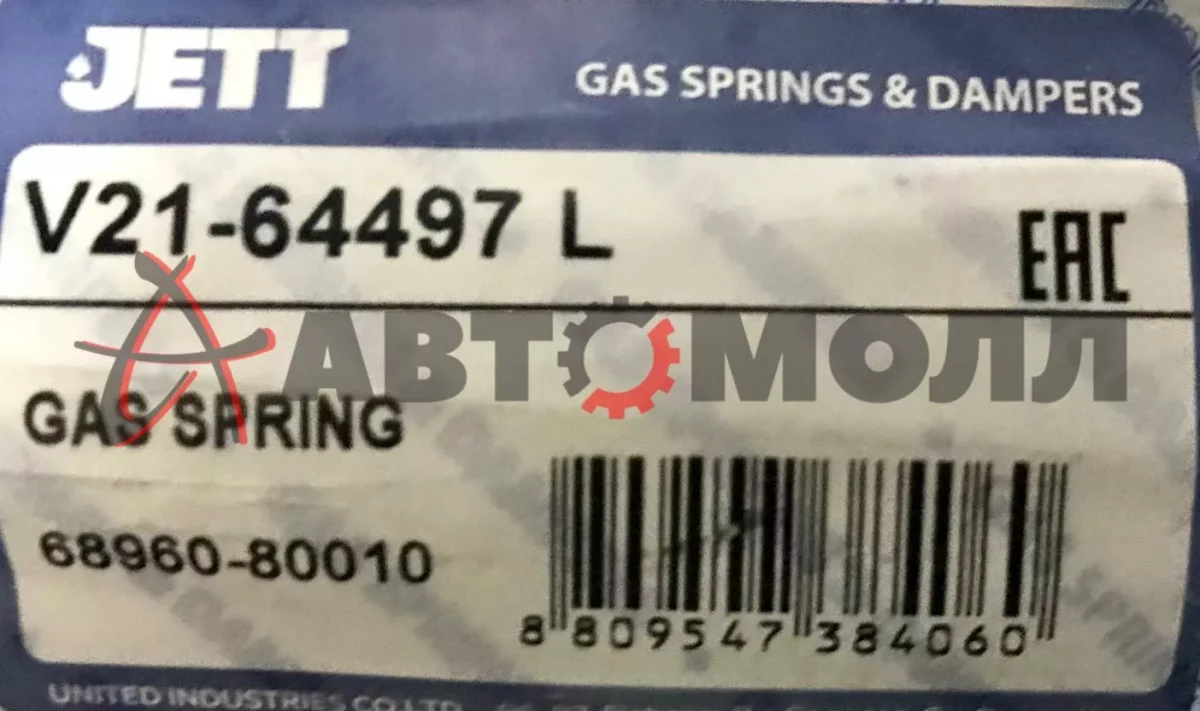 JETT
GAS SPRINGS & DAMPERS
V21-64497 L
EAC
АВТОМОЛЛ
GAS SPRING
68960-80010
8 809547 384060
UNITED INDUSTRIES CO LTD